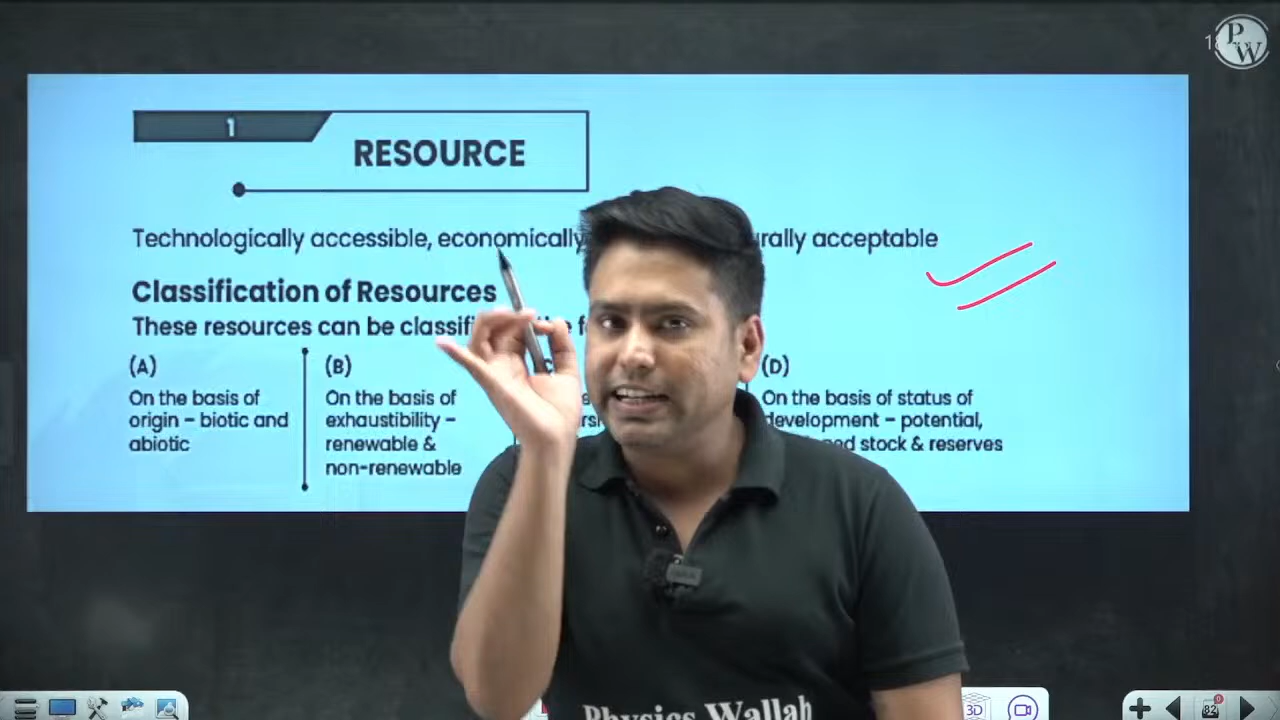 P
W
1
RESOURCE
Technologically accessible, economically acceptable
Classification of Resources
These resources can be
(A)
(B)
(D)
On the basis of
origin – biotic and
abiotic
On the basis of
exhaustibility –
renewable &
non-renewable
On the basis of status of
development – potential,
stock & reserves
Physics Wallah
3D
82